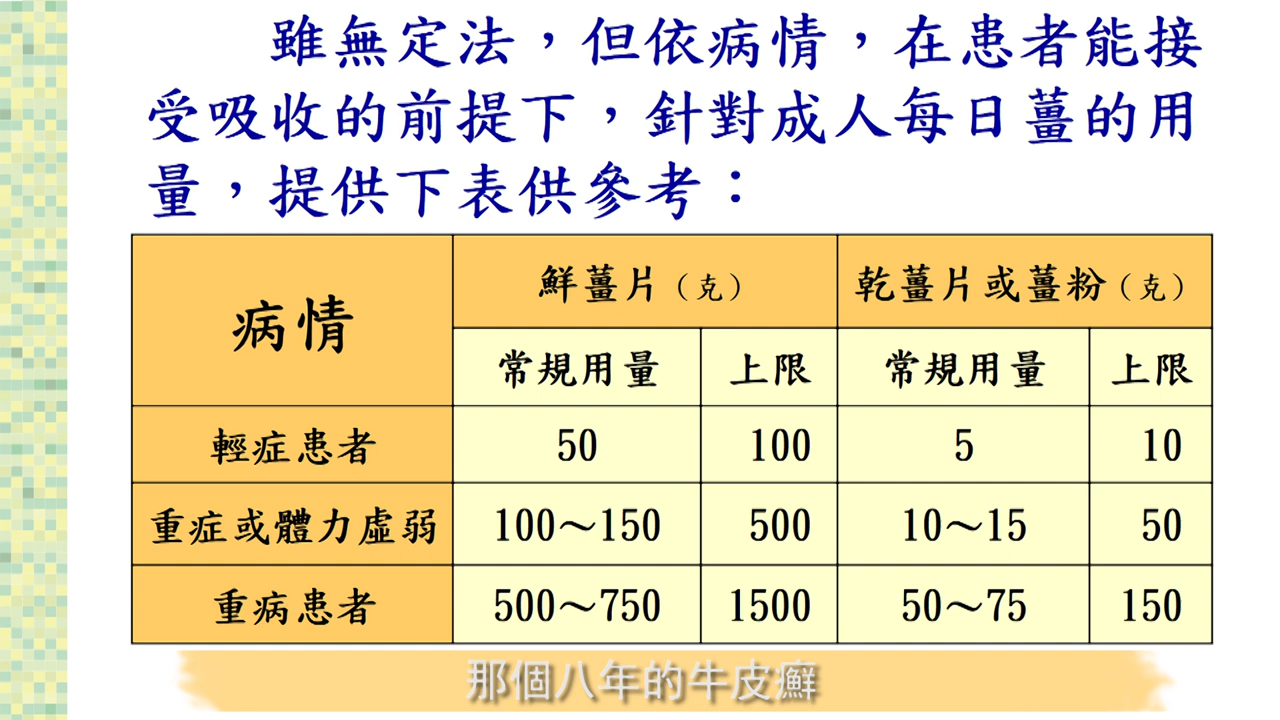 雖無定法，但依病情，在患者能接
受吸收的前提下，針對成人每日薑的用
量，提供下表供參考：
病情 鮮薑片（克） 乾薑片或薑粉（克）
常規用量 上限 常規用量 上限
輕症患者 50 100 5 10
重症或體力虛弱 100～150 500 10～15 50
重病患者 500～750 1500 50～75 150
那個八年的牛皮癬